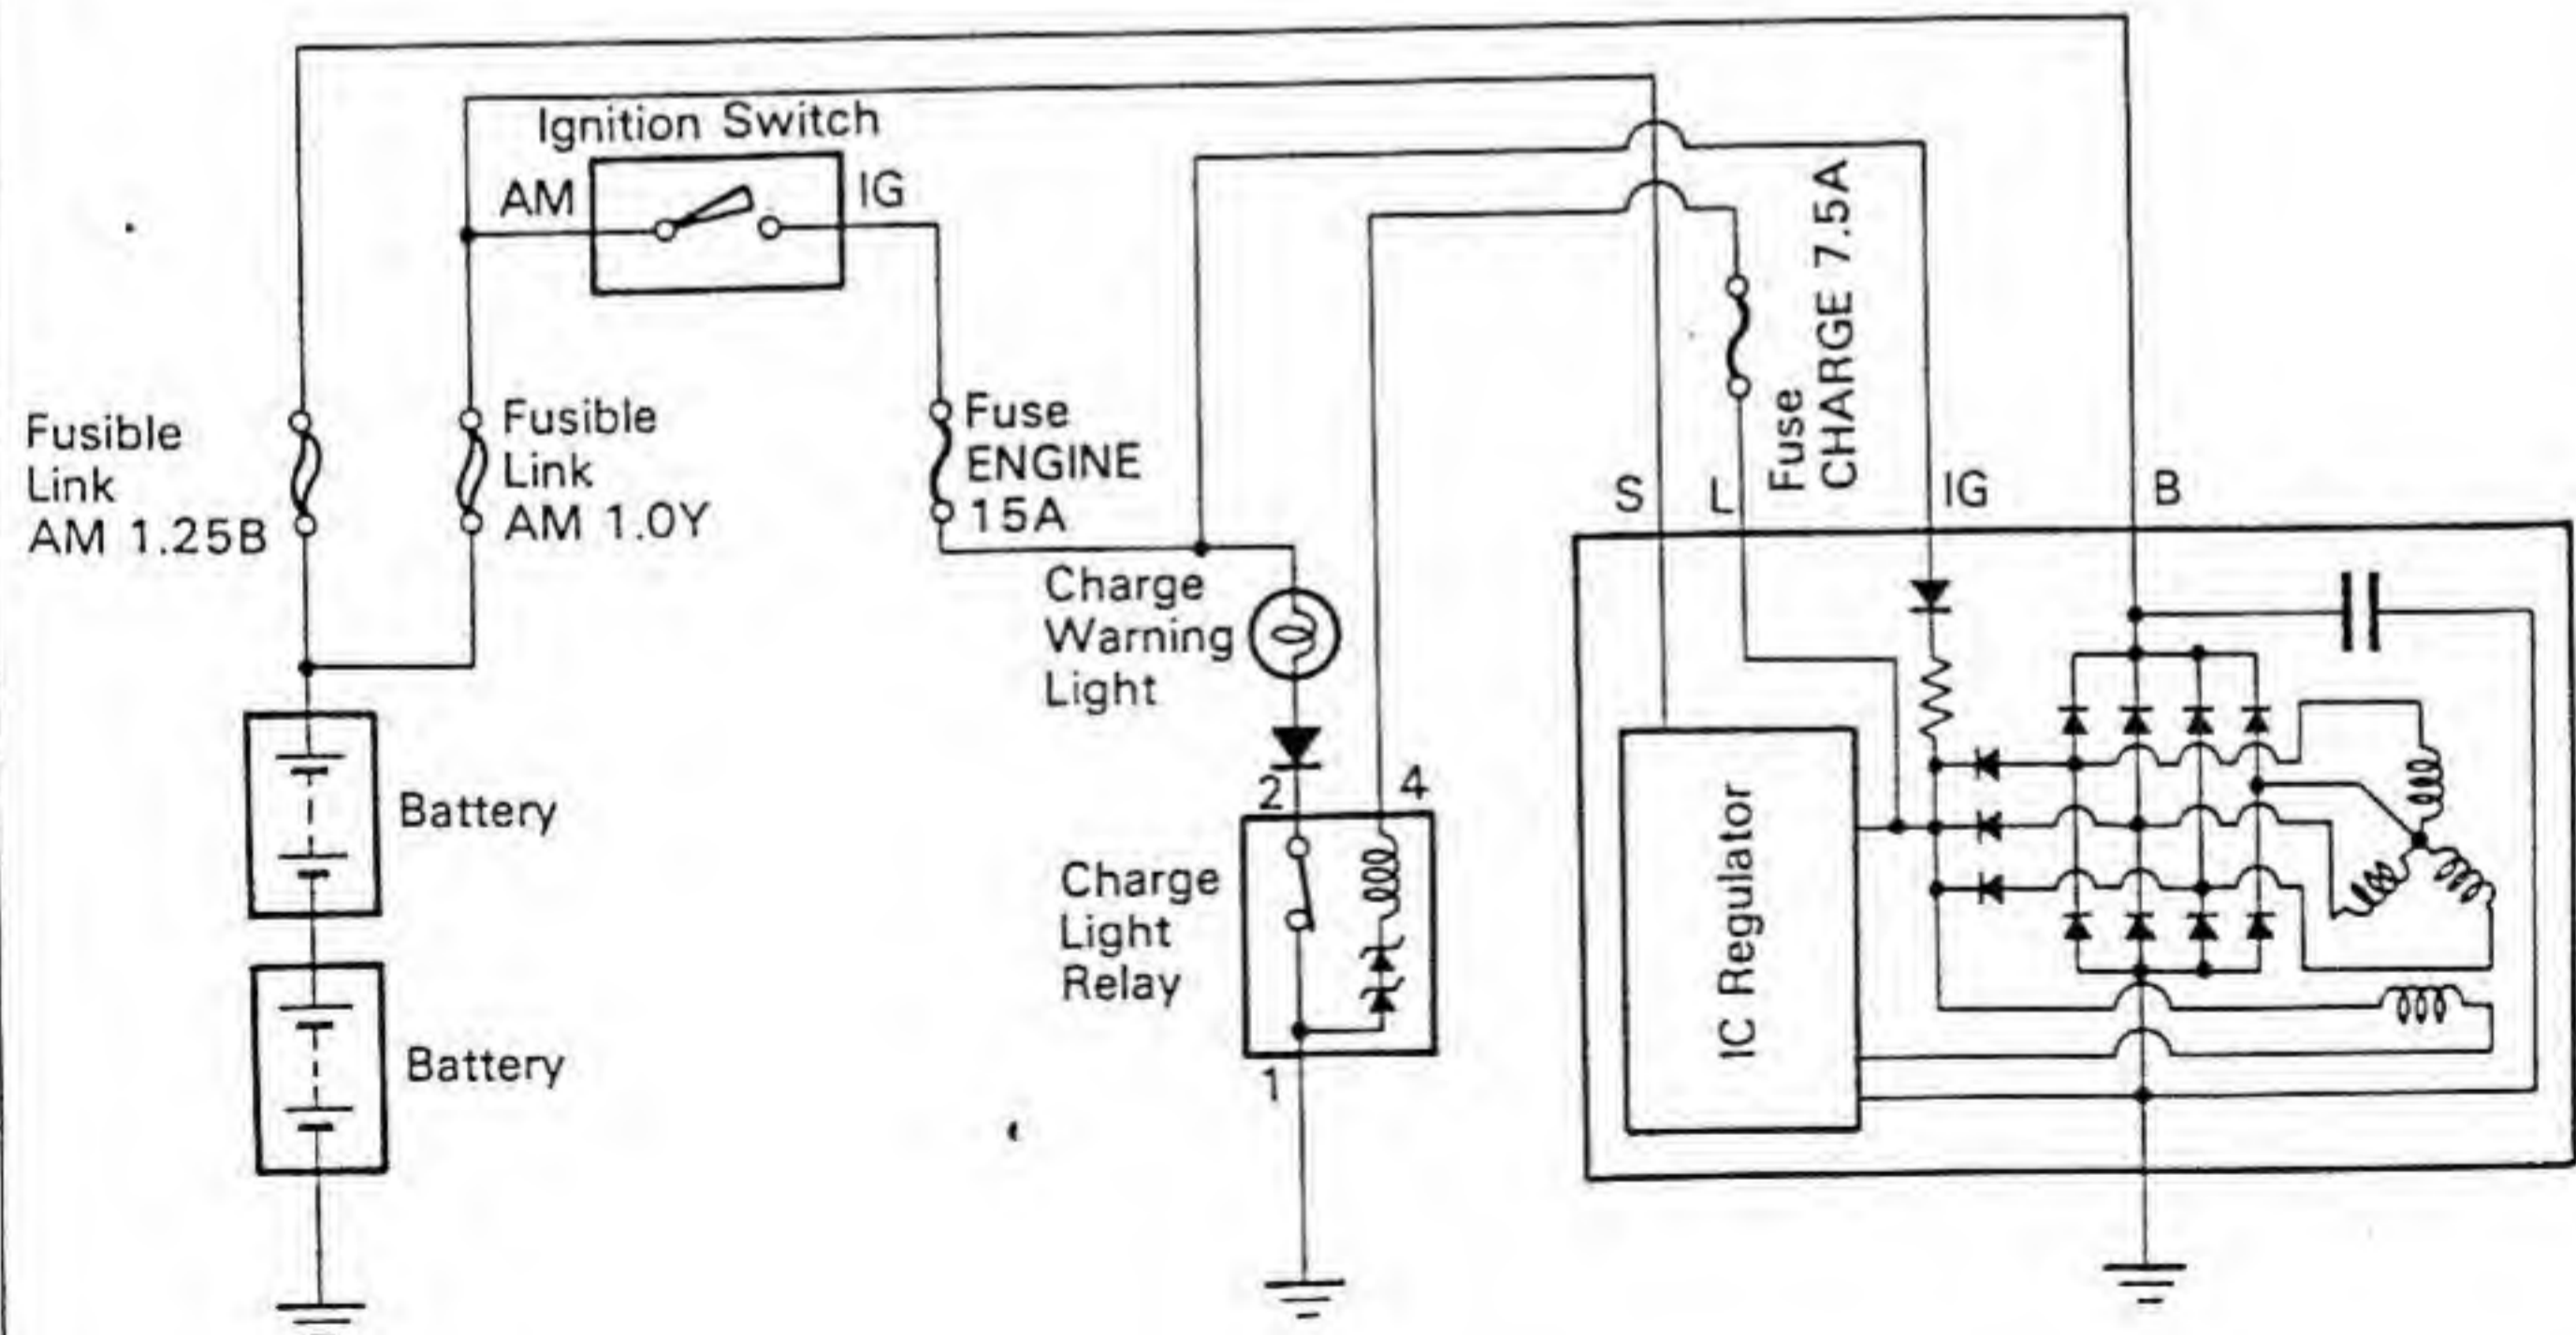 Ignition Switch
AM
IG
Fusible
Link
AM 1.25B
Fusible
Link
AM 1.0Y
Fuse
ENGINE
15A
Fuse
CHARGE 7.5A
S
L
IG
B
Charge
Warning
Light
2
4
Charge
Light
Relay
1
Battery
Battery
IC Regulator